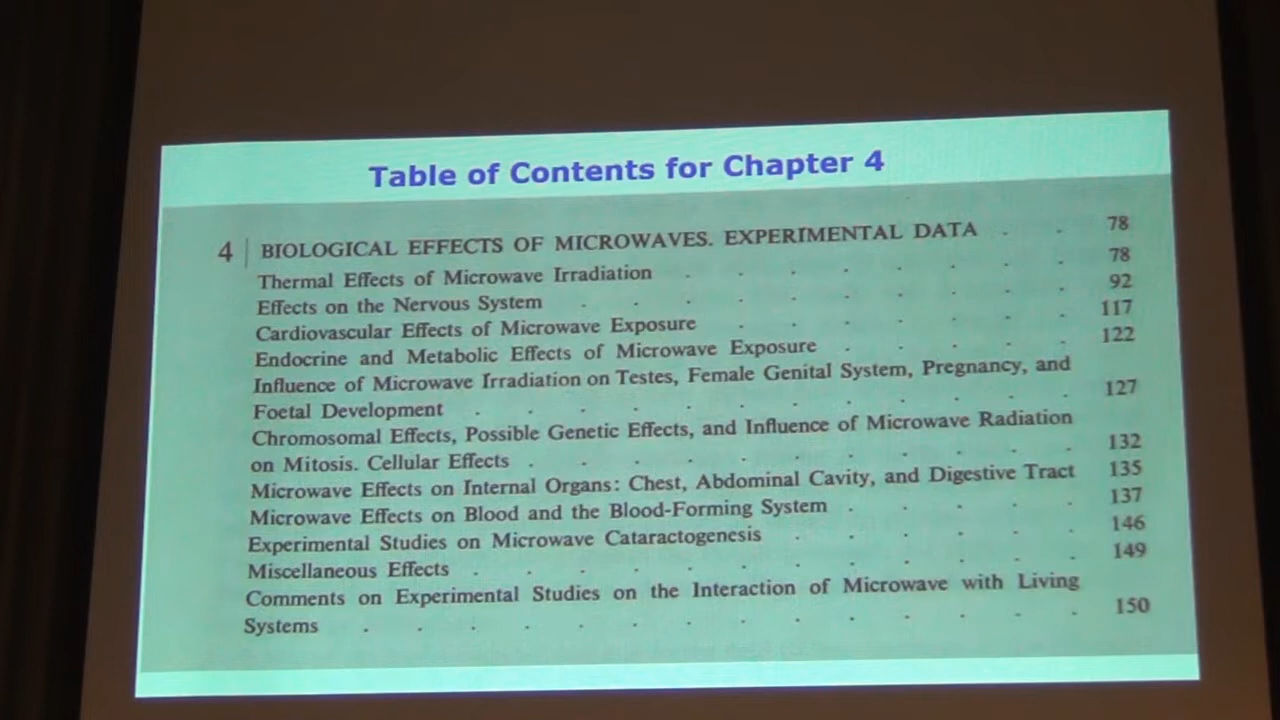 Table of Contents for Chapter 4
4 BIOLOGICAL EFFECTS OF MICROWAVES. EXPERIMENTAL DATA . . 78
Thermal Effects of Microwave Irradiation . . . . . . . . 78
Effects on the Nervous System . . . . . . . . . . 92
Cardiovascular Effects of Microwave Exposure . . . . . . . 117
Endocrine and Metabolic Effects of Microwave Exposure . . . . . 122
Influence of Microwave Irradiation on Testes, Female Genital System, Pregnancy, and
Foetal Development . . . . . . . . . . . . 127
Chromosomal Effects, Possible Genetic Effects, and Influence of Microwave Radiation
on Mitosis. Cellular Effects . . . . . . . . . . . 132
Microwave Effects on Internal Organs: Chest, Abdominal Cavity, and Digestive Tract 135
Microwave Effects on Blood and the Blood-Forming System . . . . . 137
Experimental Studies on Microwave Cataractogenesis . . . . . . 146
Miscellaneous Effects . . . . . . . . . . . . 149
Comments on Experimental Studies on the Interaction of Microwave with Living
Systems . . . . . . . . . . . . . . 150